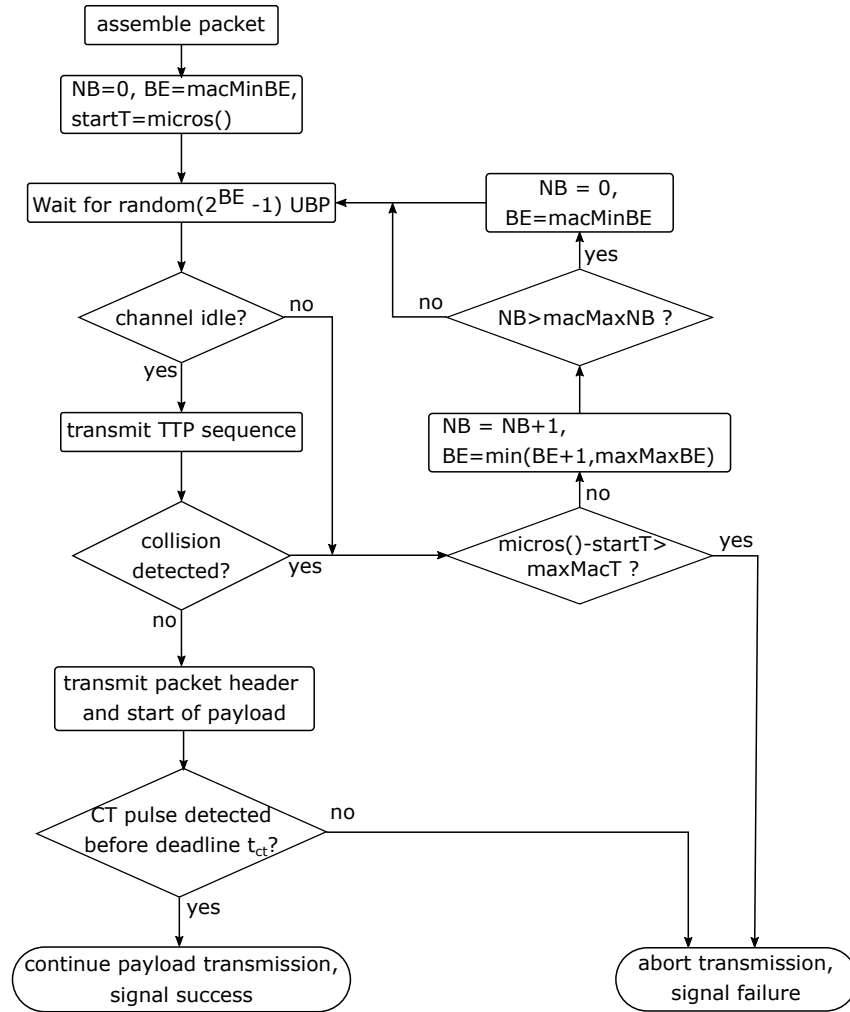 assemble packet
NB=0, BE=macMinBE,
startT=micros()
Wait for random(2^BE -1) UBP
NB = 0,
BE=macMinBE
yes
no
NB>macMaxNB ?
channel idle?
no
yes
transmit TTP sequence
NB = NB+1,
BE=min(BE+1,maxMaxBE)
no
collision
detected?
yes
micros()-startT>
maxMacT ?
yes
no
transmit packet header
and start of payload
CT pulse detected
before deadline t_ct?
no
yes
continue payload transmission,
signal success
abort transmission,
signal failure